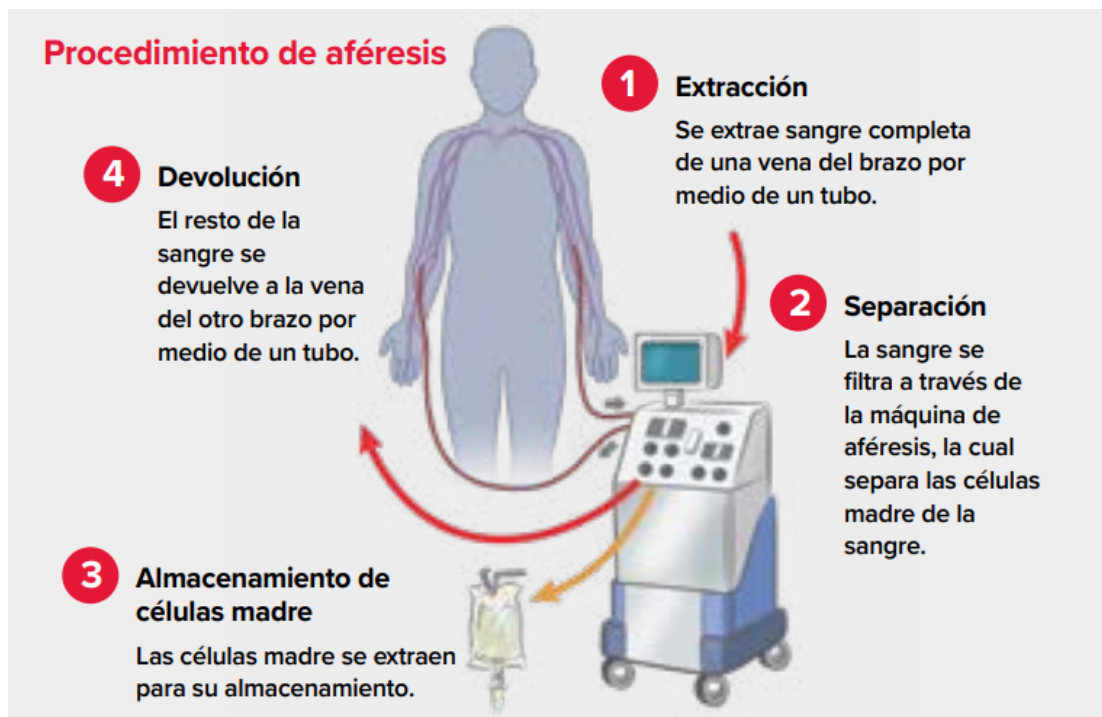 Procedimiento de aféresis
1
Extracción
Se extrae sangre completa
de una vena del brazo por
medio de un tubo.
2
Separación
La sangre se
filtra a través de
la máquina de
aféresis, la cual
separa las células
madre de la
sangre.
3
Almacenamiento de
células madre
Las células madre se extraen
para su almacenamiento.
4
Devolución
El resto de la
sangre se
devuelve a la vena
del otro brazo por
medio de un tubo.